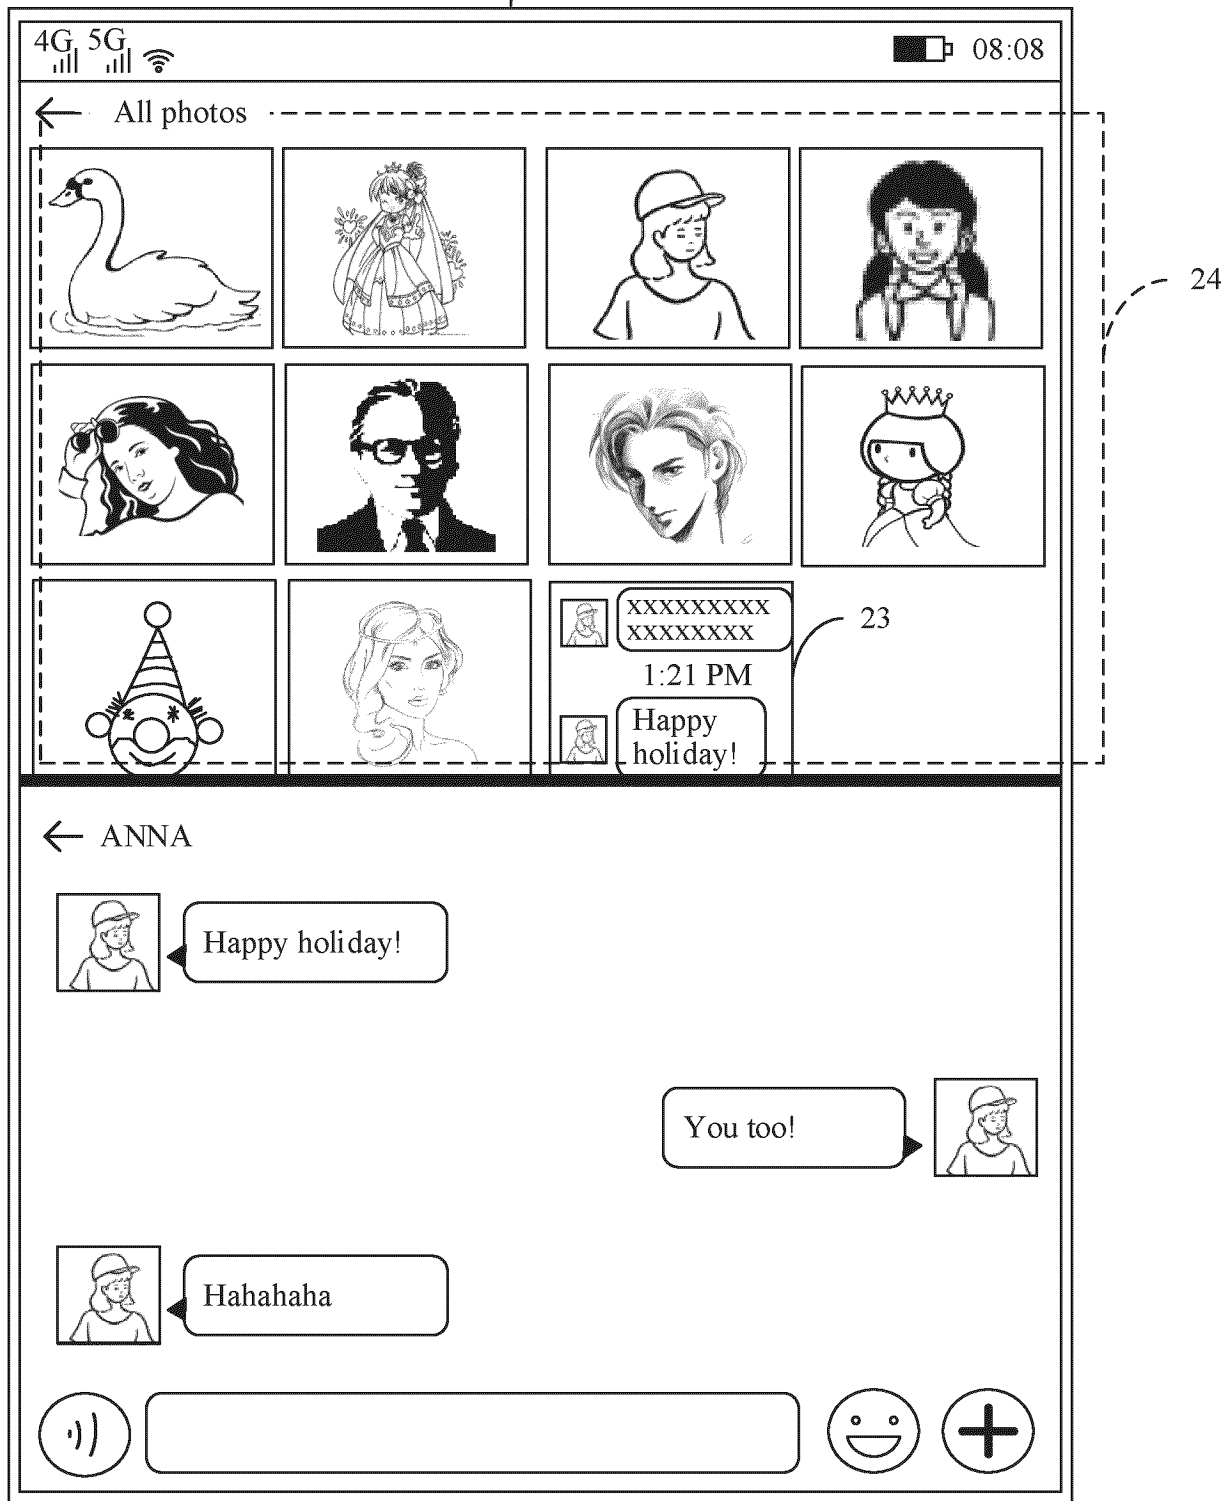 4G 5G 08:08
All photos
24
XXXXXXXXX
XXXXXXXX
23
1:21 PM
Happy
holiday!
ANNA
Happy holiday!
You too!
Hahahaha